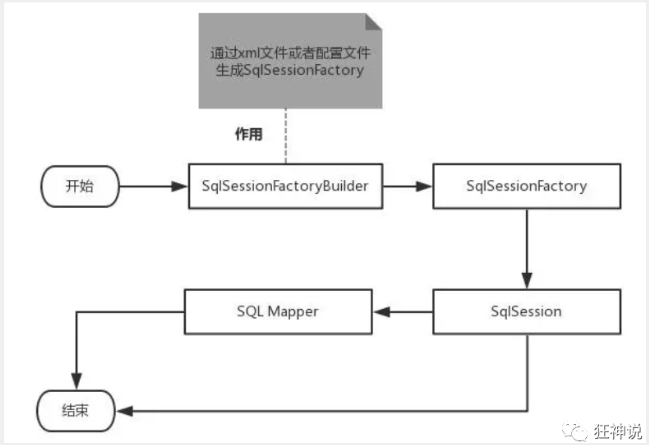 通过xml文件或者配置文件
生成SqlSessionFactory
作用
开始
SqlSessionFactoryBuilder
SqlSessionFactory
SQL Mapper
SqlSession
结束
狂神说